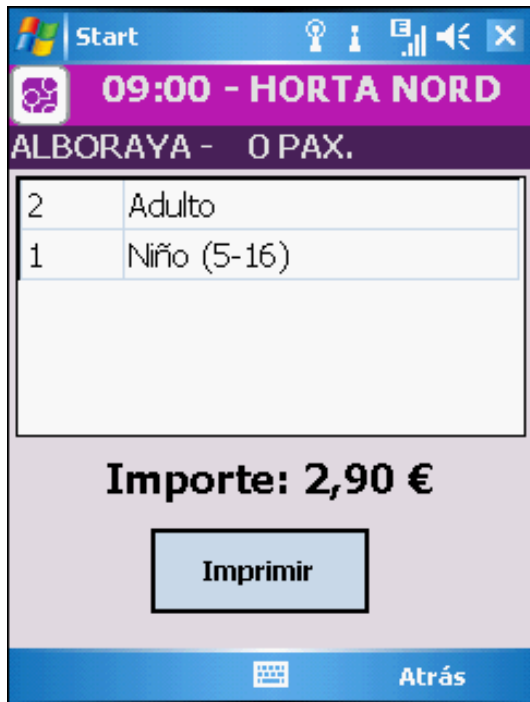 Start
09:00 - HORTA NORD
ALBORAYA - 0 PAX.
2 Adulto
1 Niño (5-16)
Importe: 2,90 €
Imprimir
Atrás